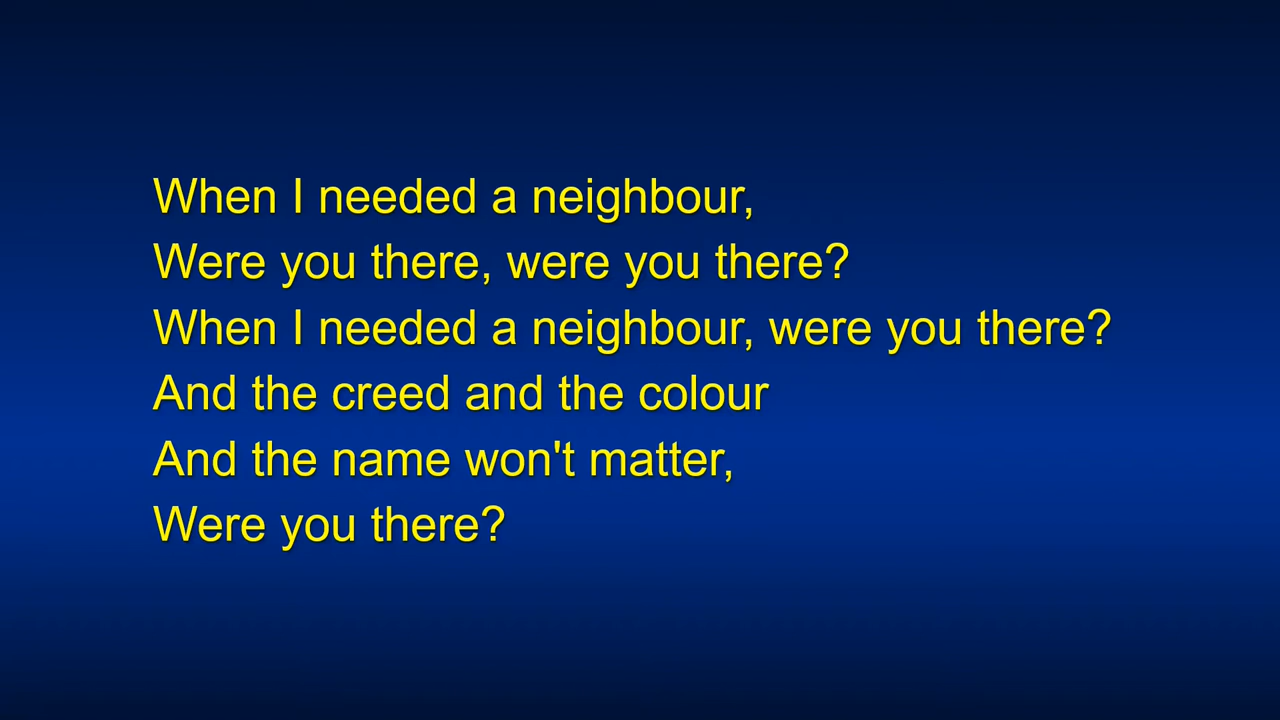 When I needed a neighbour,
Were you there, were you there?
When I needed a neighbour, were you there?
And the creed and the colour
And the name won't matter,
Were you there?